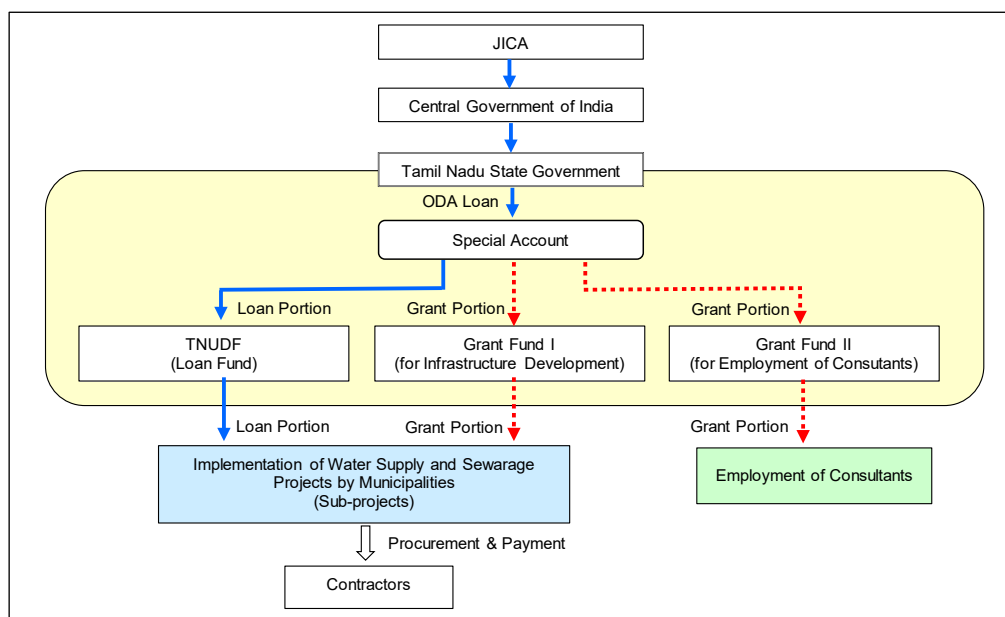 JICA
Central Government of India
Tamil Nadu State Government
ODA Loan
Special Account
Loan Portion
Grant Portion
Grant Portion
TNUDF
(Loan Fund)
Grant Fund I
(for Infrastructure Development)
Grant Fund II
(for Employment of Consutants)
Loan Portion
Grant Portion
Grant Portion
Implementation of Water Supply and Sewarage
Projects by Municipalities
(Sub-projects)
Employment of Consultants
Procurement & Payment
Contractors